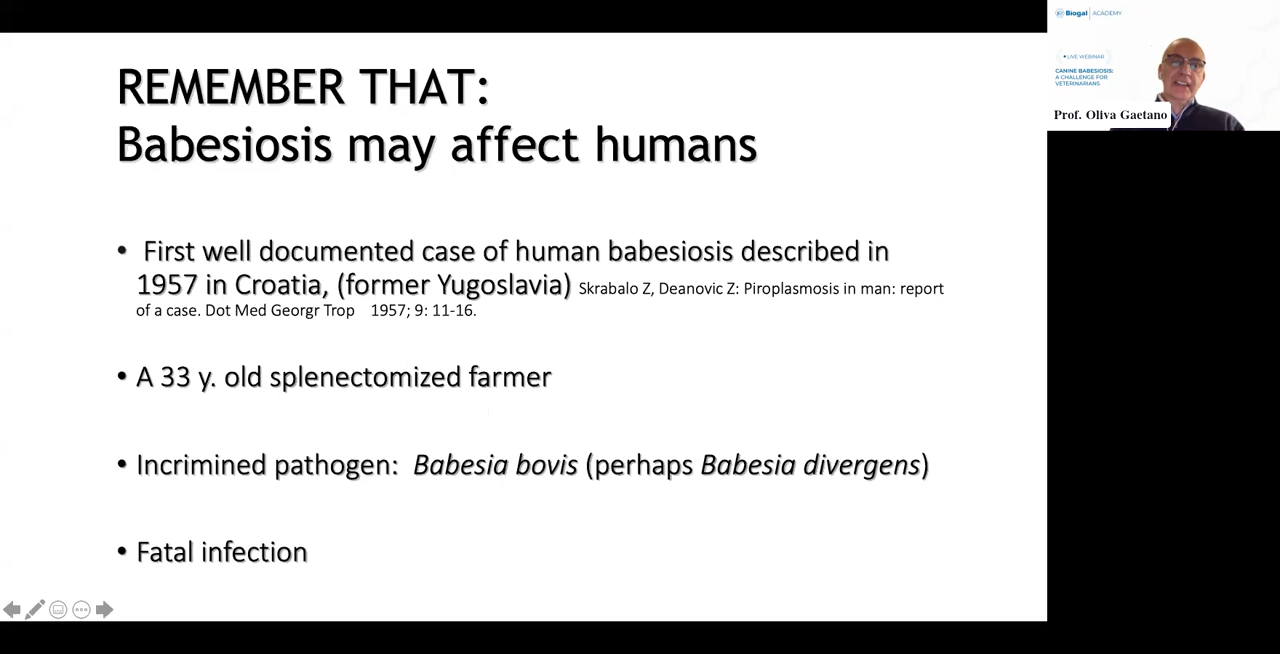 REMEMBER THAT:
Babesiosis may affect humans
• First well documented case of human babesiosis described in
1957 in Croatia, (former Yugoslavia) Skrabalo Z, Deanovic Z: Piroplasmosis in man: report
of a case. Dot Med Georgr Trop 1957; 9: 11-16.
• A 33 y. old splenectomized farmer
• Incrimined pathogen: Babesia bovis (perhaps Babesia divergens)
• Fatal infection
Biogal | ACADEMY
• LIVE WEBINAR
CANINE BABESIOSIS:
A CHALLENGE FOR
VETERINARIANS
Prof. Oliva Gaetano